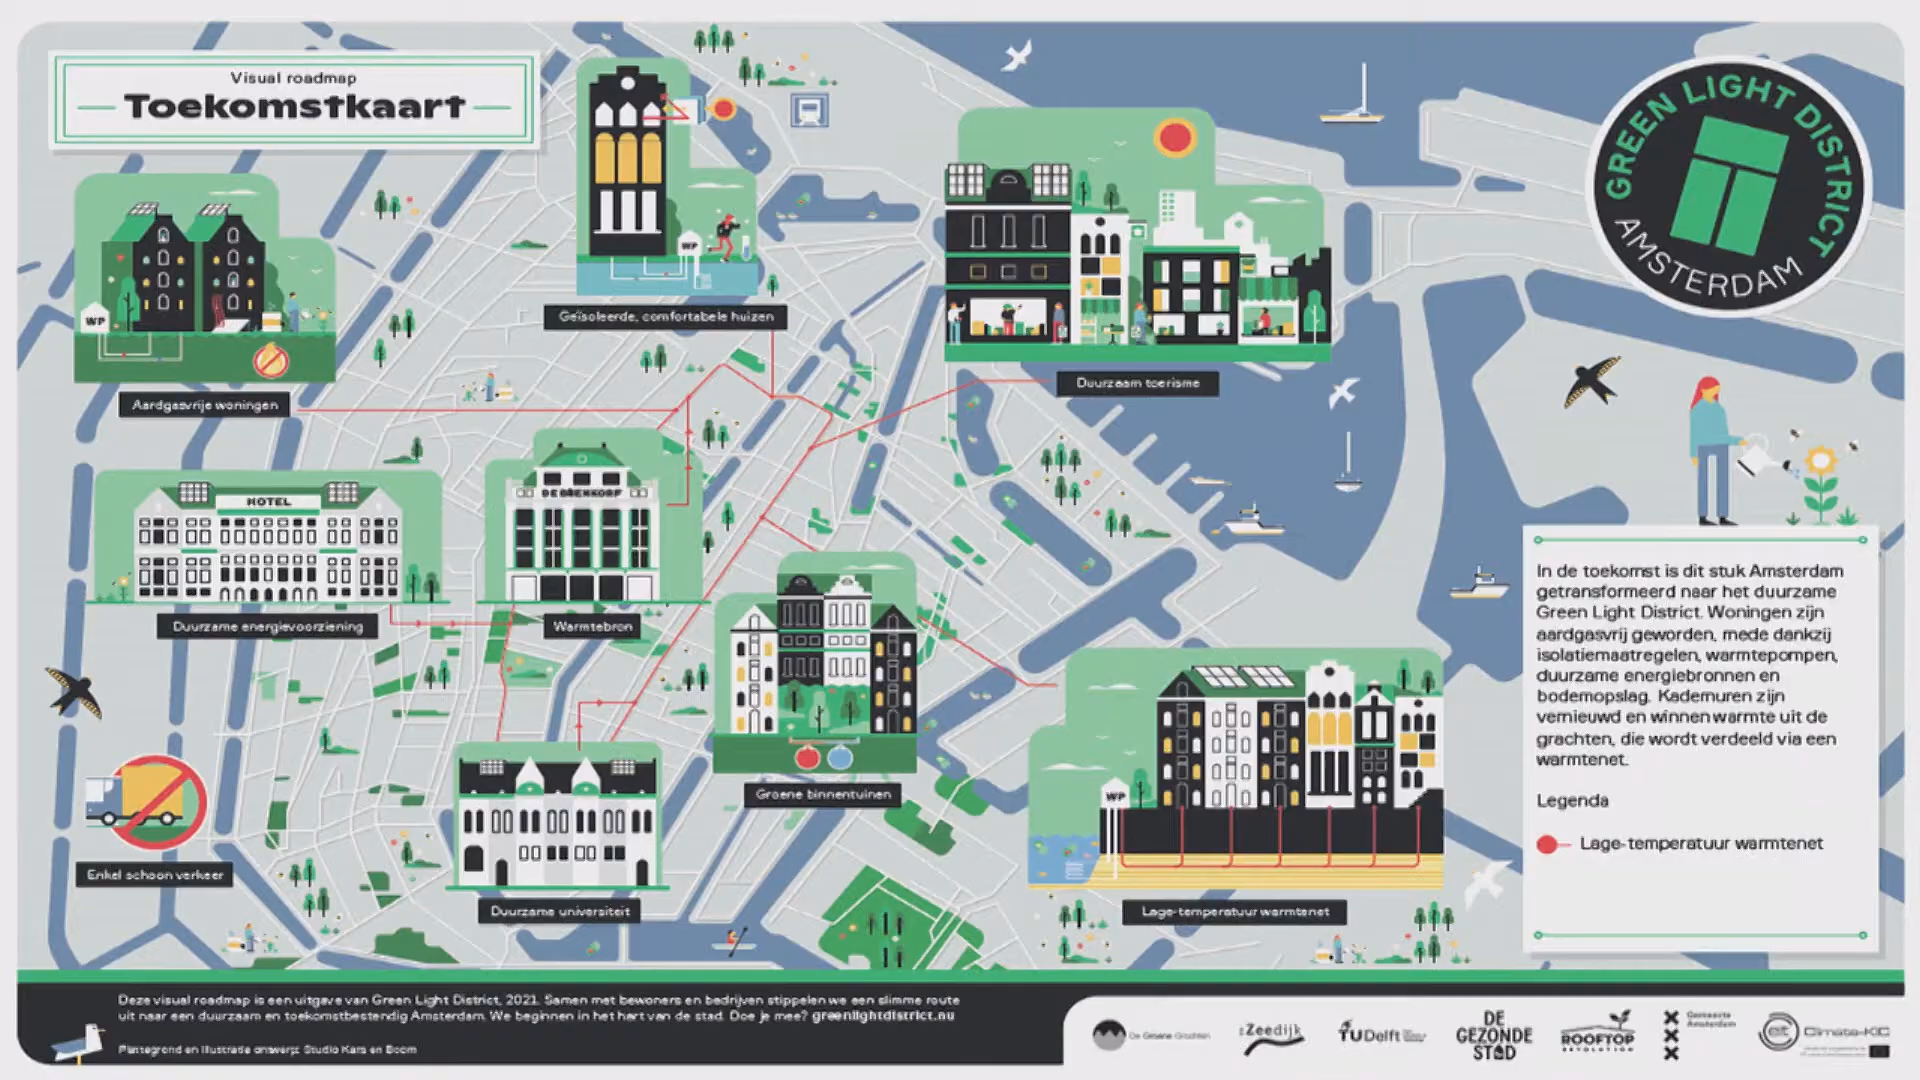 Visual roadmap
Toekomstkaart
GREEN LIGHT DISTRICT
AMSTERDAM
WP
Geïsoleerde, comfortabele huizen
WP
Aardgasvrije woningen
Duurzaam toerisme
HOTEL
DE BIJENKORF
Duurzame energievoorziening
Warmtebron
Groene binnentuinen
WP
Enkel schoon verkeer
Duurzame universiteit
Lage-temperatuur warmtenet
In de toekomst is dit stuk Amsterdam
getransformeerd naar het duurzame
Green Light District. Woningen zijn
aardgasvrij geworden, mede dankzij
isolatiemaatregelen, warmtepompen,
duurzame energiebronnen en
bodemopslag. Kademuren zijn
vernieuwd en winnen warmte uit de
grachten, die wordt verdeeld via een
warmtenet.
Legenda
Lage-temperatuur warmtenet
Deze visual roadmap is een uitgave van Green Light District, 2021. Samen met bewoners en bedrijven stippelen we een slimme route
uit naar een duurzaam en toekomstbestendig Amsterdam. We beginnen in het hart van de stad. Doe je mee? greenlightdistrict.nu
Plattegrond en illustratie ontwerp: Studio Kars en Boom
De Groene Grachten
Zeedijk
TUDelft
DE
GEZONDE
STAD
ROOFTOP
REVOLUTION
Gemeente
Amsterdam
eit
Climate-KIC